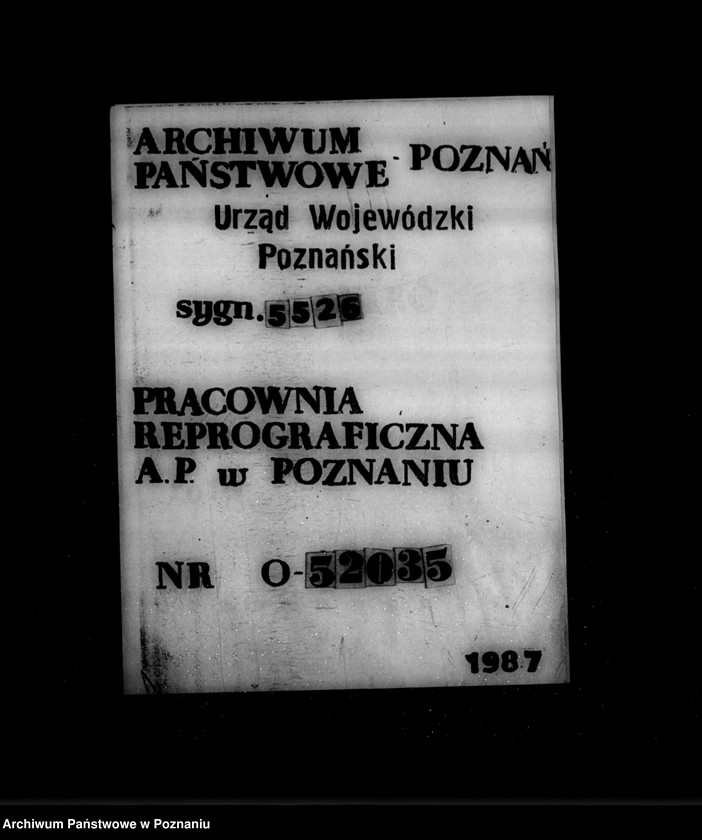 ARCHIWUM
PAŃSTWOWE - POZNAŃ
Urząd Wojewódzki
Poznański
sygn. 5526
PRACOWNIA
REPROGRAFICZNA
A.P. w POZNANIU
NR O-52035
1987
Archiwum Państwowe w Poznaniu